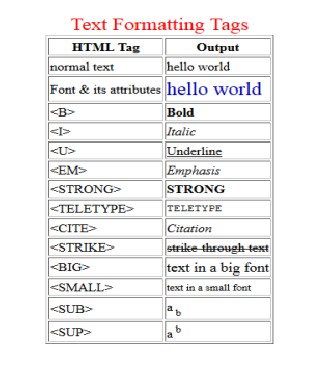 Text Formatting Tags
HTML Tag Output
normal text hello world
Font & its attributes hello world
<B> Bold
<I> Italic
<U> Underline
<EM> Emphasis
<STRONG> STRONG
<TELETYPE> TELETYPE
<CITE> Citation
<STRIKE> strike through text
<BIG> text in a big font
<SMALL> text in a small font
<SUB> a b
<SUP> a b